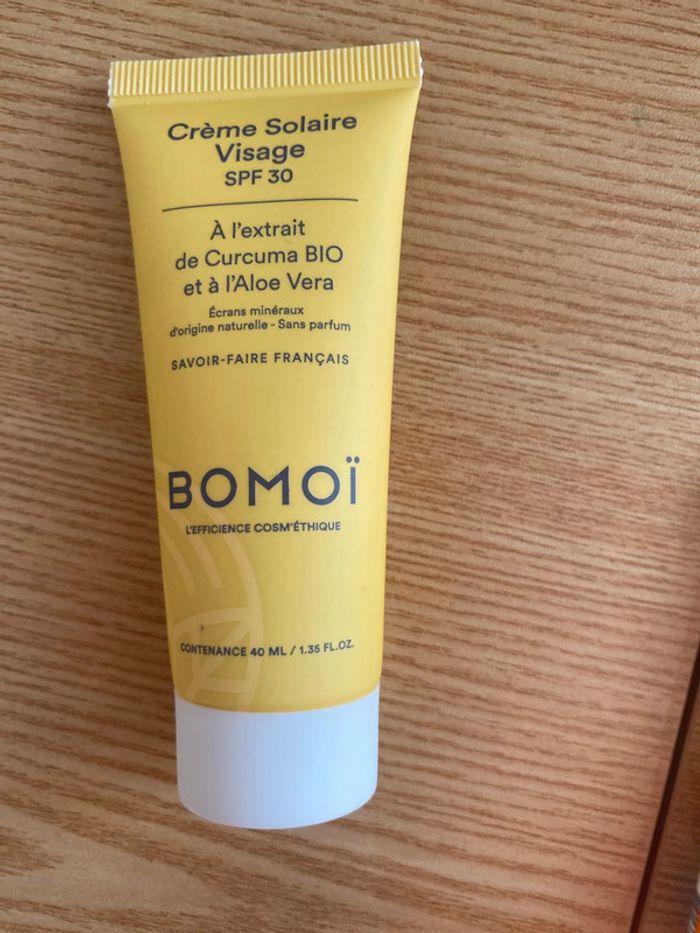 Crème Solaire
Visage
SPF 30
À l'extrait
de Curcuma BIO
et à l'Aloe Vera
Écrans minéraux
d'origine naturelle - Sans parfum
SAVOIR-FAIRE FRANÇAIS
BOMOÏ
L'EFFICIENCE COSM'ÉTHIQUE
CONTENANCE 40 ML / 1.35 FL.OZ.